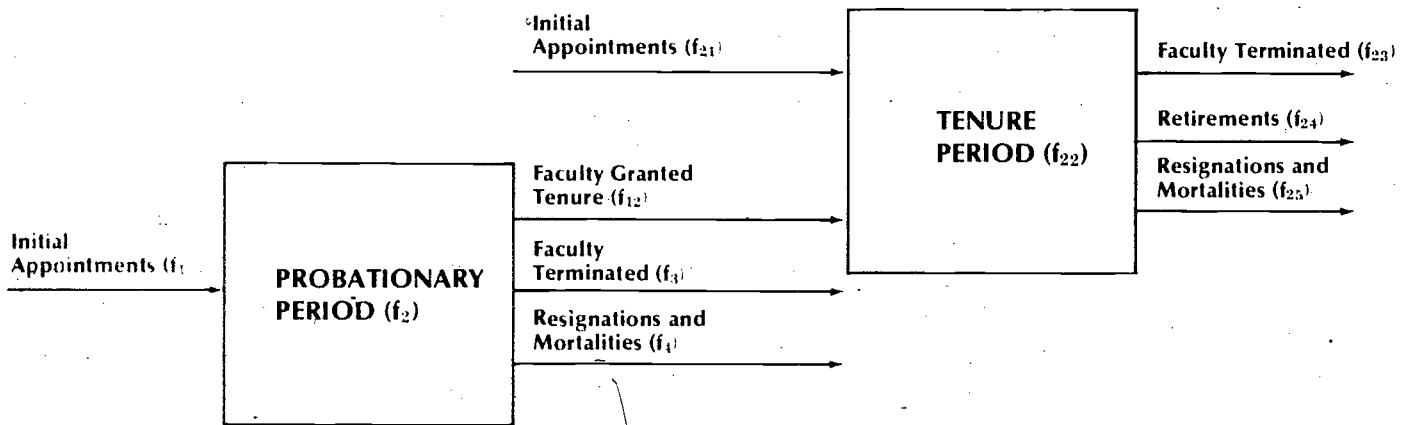 Initial
Appointments (f₂₁)
Faculty Terminated (f₂₃)
TENURE
PERIOD (f₂₂)
Retirements (f₂₄)
Resignations and
Mortalities (f₂₅)
Faculty Granted
Tenure (f₁₂)
Initial
Appointments (f₁
PROBATIONARY
PERIOD (f₂)
Faculty
Terminated (f₃)
Resignations and
Mortalities (f₄)